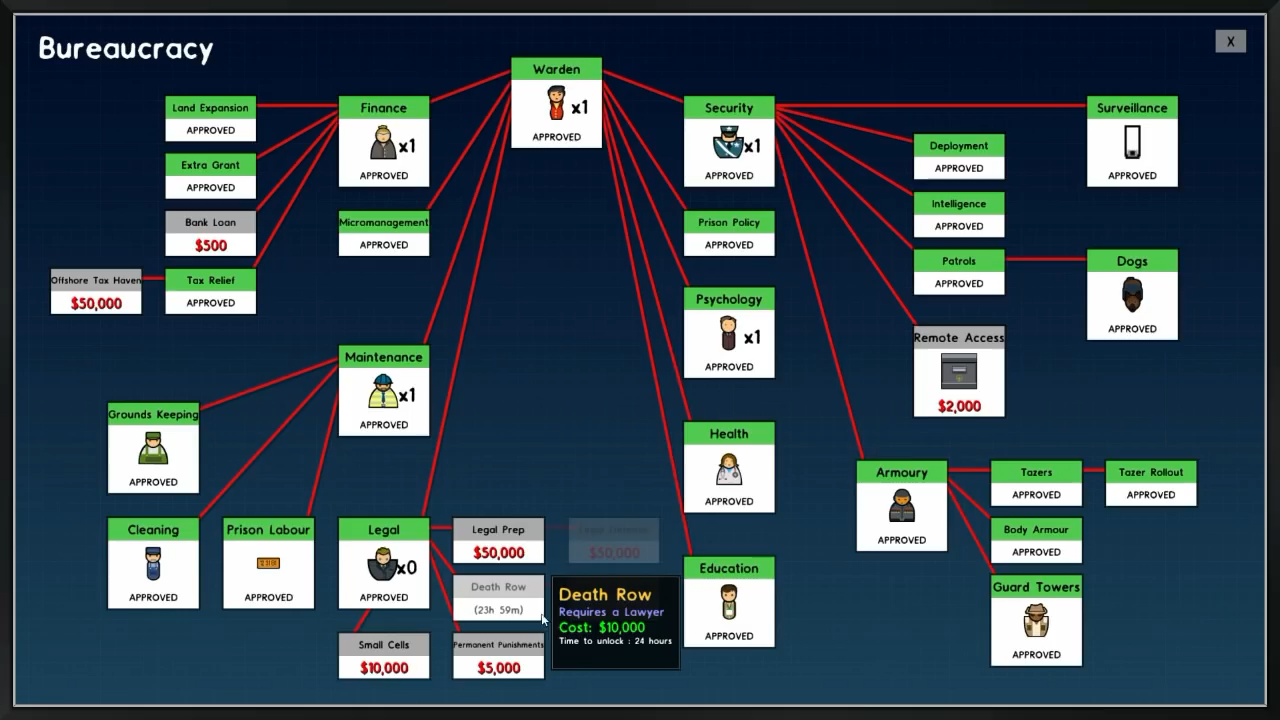 Bureaucracy
X
Warden
x1
APPROVED
Land Expansion
APPROVED
Finance
x1
APPROVED
Extra Grant
APPROVED
Bank Loan
$500
Micromanagement
APPROVED
Offshore Tax Haven
$50,000
Tax Relief
APPROVED
Security
x1
APPROVED
Surveillance
APPROVED
Deployment
APPROVED
Intelligence
APPROVED
Prison Policy
APPROVED
Patrols
APPROVED
Dogs
APPROVED
Psychology
x1
APPROVED
Remote Access
$2,000
Maintenance
x1
APPROVED
Grounds Keeping
APPROVED
Health
APPROVED
Armoury
APPROVED
Tazers
APPROVED
Tazer Rollout
APPROVED
Cleaning
APPROVED
Prison Labour
APPROVED
Legal
x0
APPROVED
Legal Prep
$50,000
Legal Defense
$50,000
Body Armour
APPROVED
Death Row
(23h 59m)
Death Row
Requires a Lawyer
Cost: $10,000
Time to unlock : 24 hours
Education
APPROVED
Guard Towers
APPROVED
Small Cells
$10,000
Permanent Punishments
$5,000